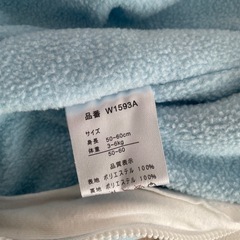 品番 W1593A
サイズ
身長 50-60cm
体重 3-6kg
50-60
品質表示
表地 ポリエステル 100%
裏地 ポリエステル 100%